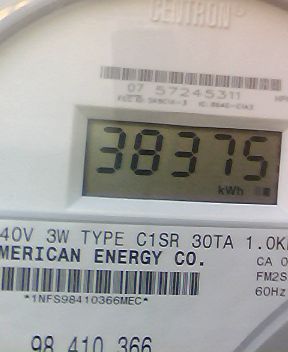 CENTRON®
07 57245311
38375
kWh
40V 3W TYPE C1SR 30TA 1.0K
MERICAN ENERGY CO.
CA 0
FM2S
60Hz
*1NFS98410366MEC*
98 410 366